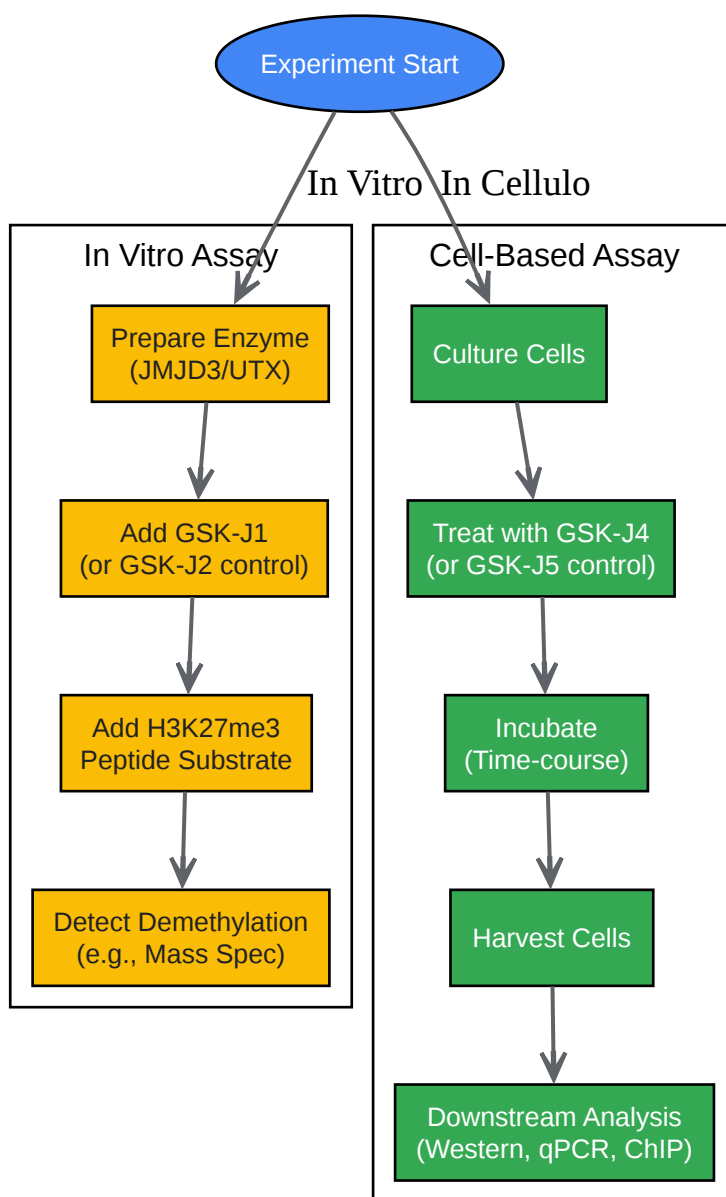 Experiment Start
In Vitro
In Cellulo
In Vitro Assay
Prepare Enzyme
(JMJD3/UTX)
Add GSK-J1
(or GSK-J2 control)
Add H3K27me3
Peptide Substrate
Detect Demethylation
(e.g., Mass Spec)
Cell-Based Assay
Culture Cells
Treat with GSK-J4
(or GSK-J5 control)
Incubate
(Time-course)
Harvest Cells
Downstream Analysis
(Western, qPCR, ChIP)